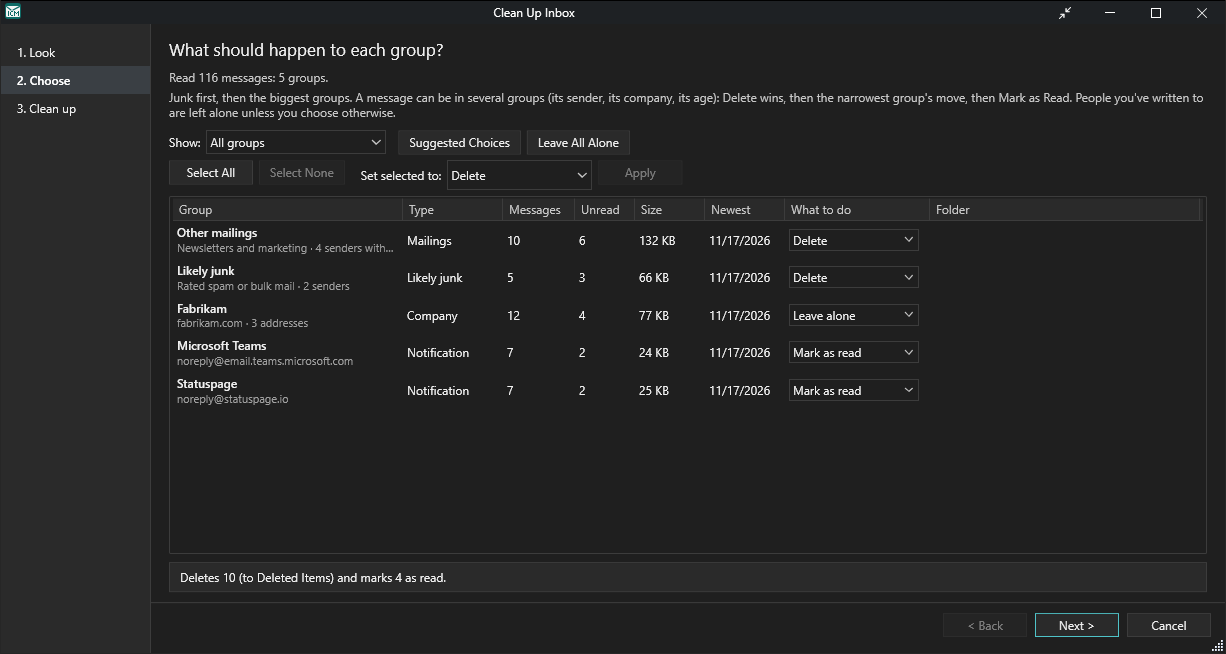 ICM
Clean Up Inbox
1. Look
2. Choose
3. Clean up
What should happen to each group?
Read 116 messages: 5 groups.
Junk first, then the biggest groups. A message can be in several groups (its sender, its company, its age): Delete wins, then the narrowest group's move, then Mark as Read. People you've written to
are left alone unless you choose otherwise.
Show: All groups Suggested Choices Leave All Alone
Select All Select None Set selected to: Delete Apply
Group Type Messages Unread Size Newest What to do Folder
Other mailings
Newsletters and marketing · 4 senders with...
Mailings 10 6 132 KB 11/17/2026 Delete
Likely junk
Rated spam or bulk mail · 2 senders
Likely junk 5 3 66 KB 11/17/2026 Delete
Fabrikam
fabrikam.com · 3 addresses
Company 12 4 77 KB 11/17/2026 Leave alone
Microsoft Teams
noreply@email.teams.microsoft.com
Notification 7 2 24 KB 11/17/2026 Mark as read
Statuspage
noreply@statuspage.io
Notification 7 2 25 KB 11/17/2026 Mark as read
Deletes 10 (to Deleted Items) and marks 4 as read.
< Back Next > Cancel